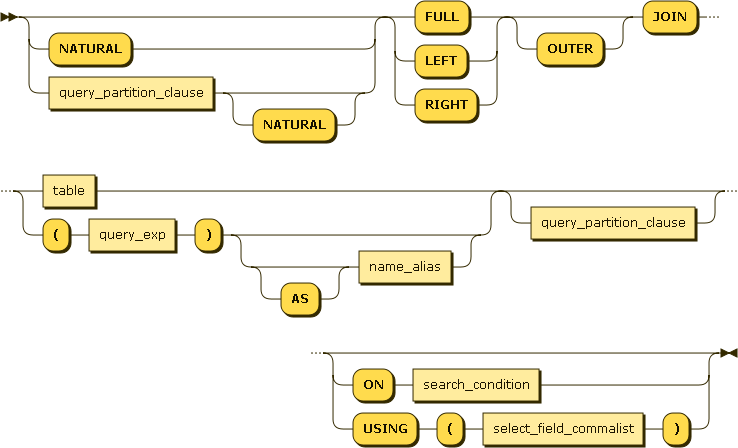 FULL JOIN
NATURAL OUTER
LEFT
query_partition_clause
RIGHT
NATURAL
table
query_partition_clause
( query_exp )
name_alias
AS
ON search_condition
USING ( select_field_commalist )